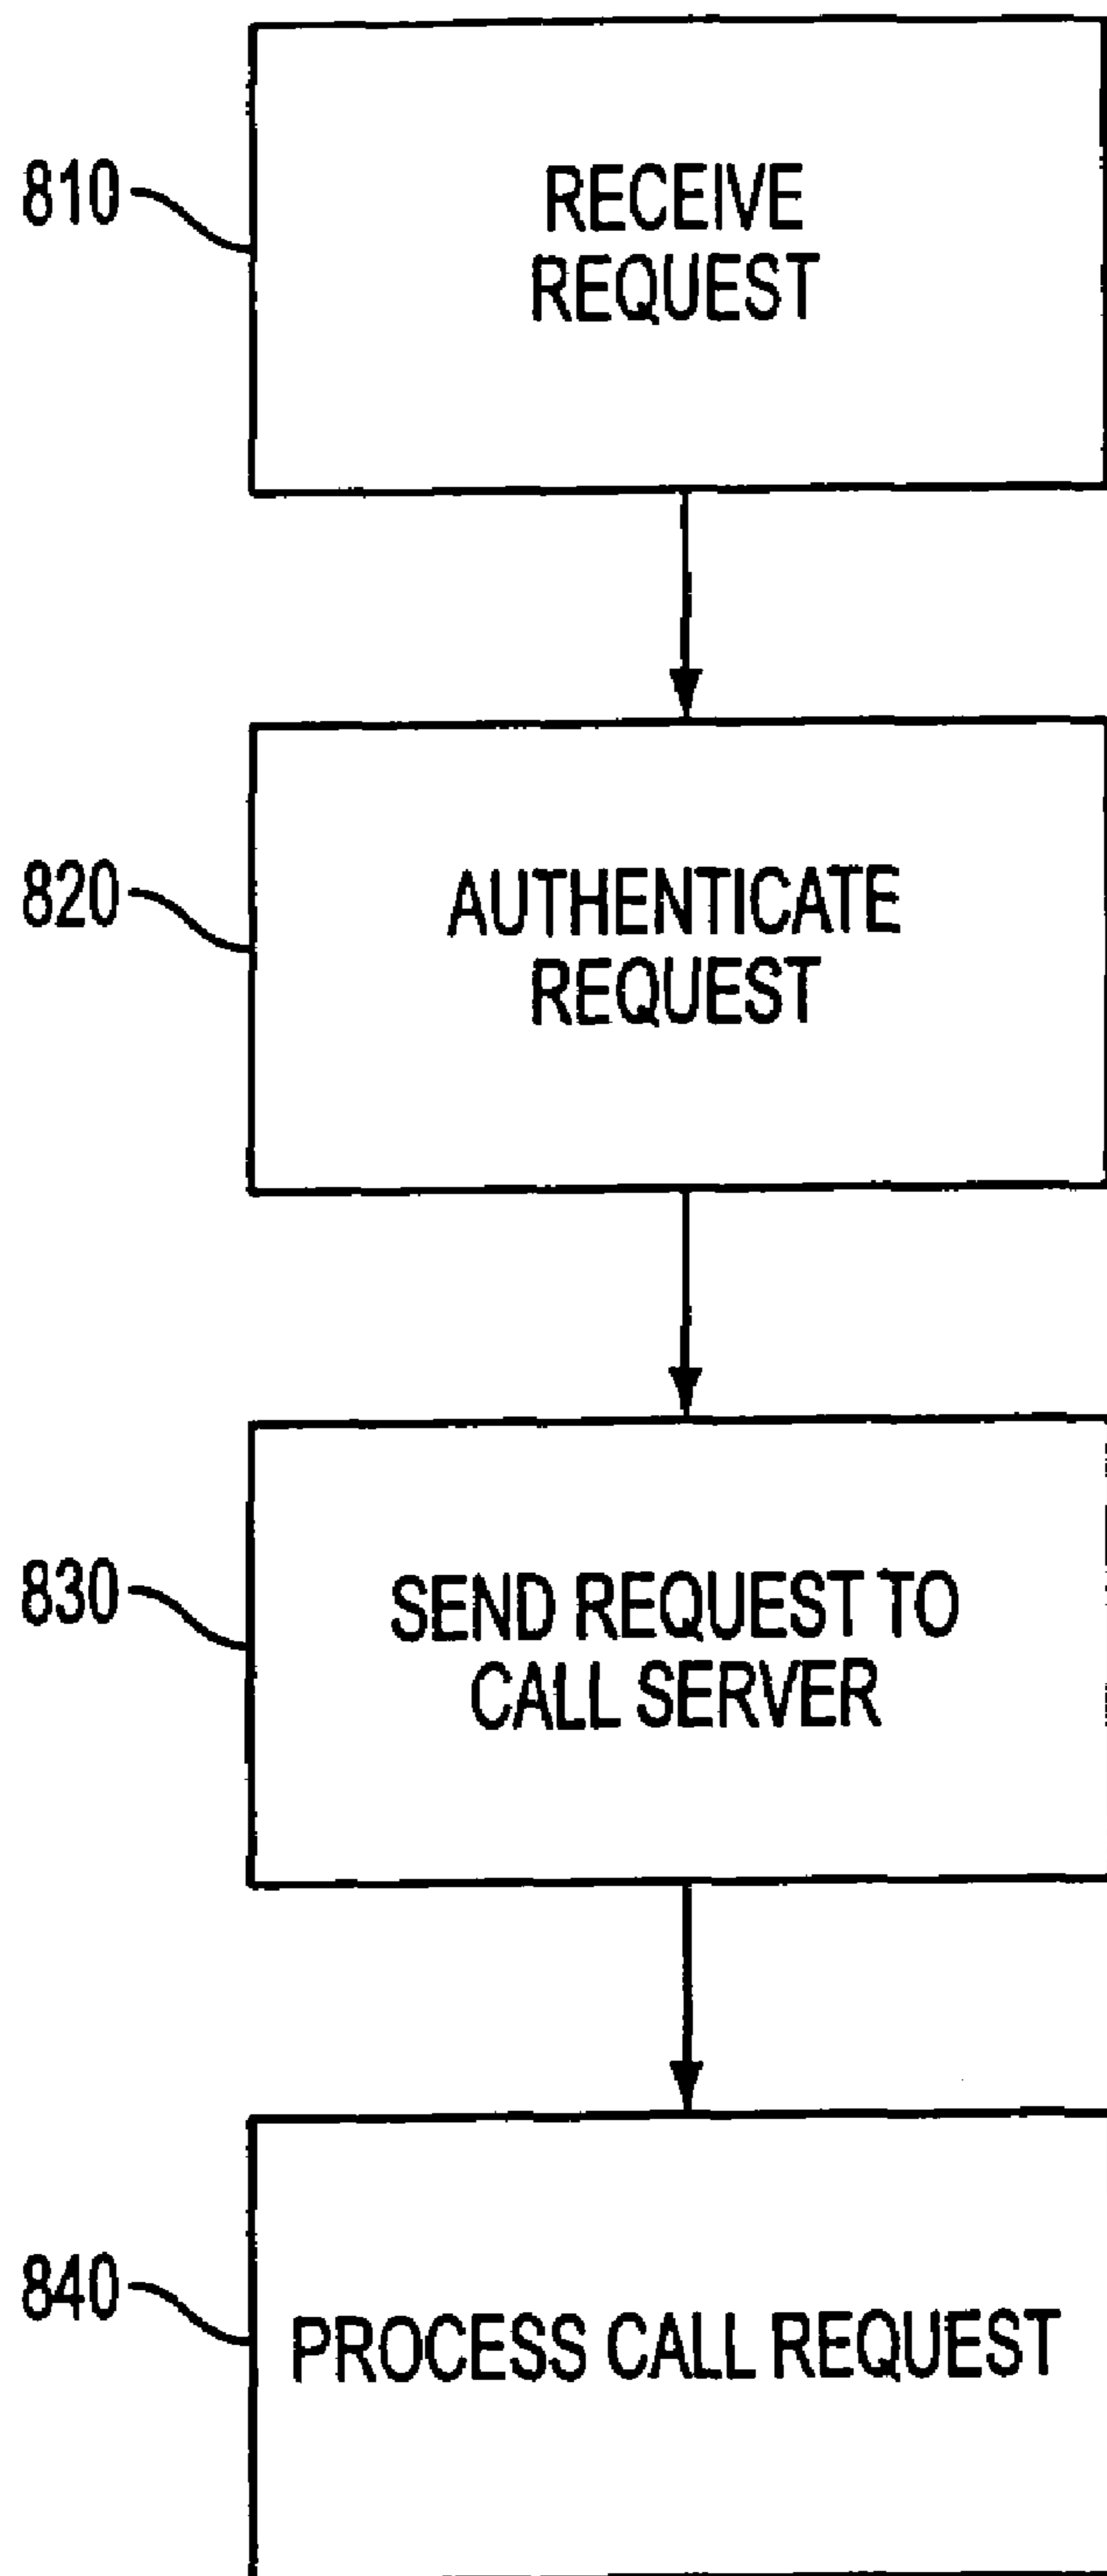 810
RECEIVE
REQUEST
820
AUTHENTICATE
REQUEST
830
SEND REQUEST TO
CALL SERVER
840
PROCESS CALL REQUEST